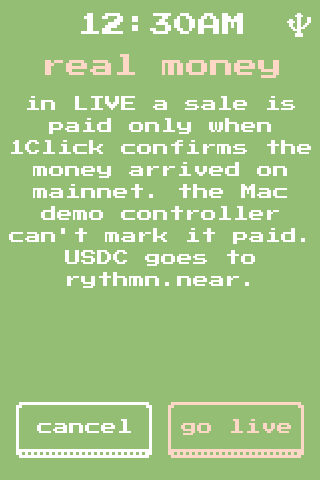 12:30AM
real money
in LIVE a sale is
paid only when
1Click confirms the
money arrived on
mainnet. the Mac
demo controller
can't mark it paid.
USDC goes to
rythmn.near.
cancel
go live